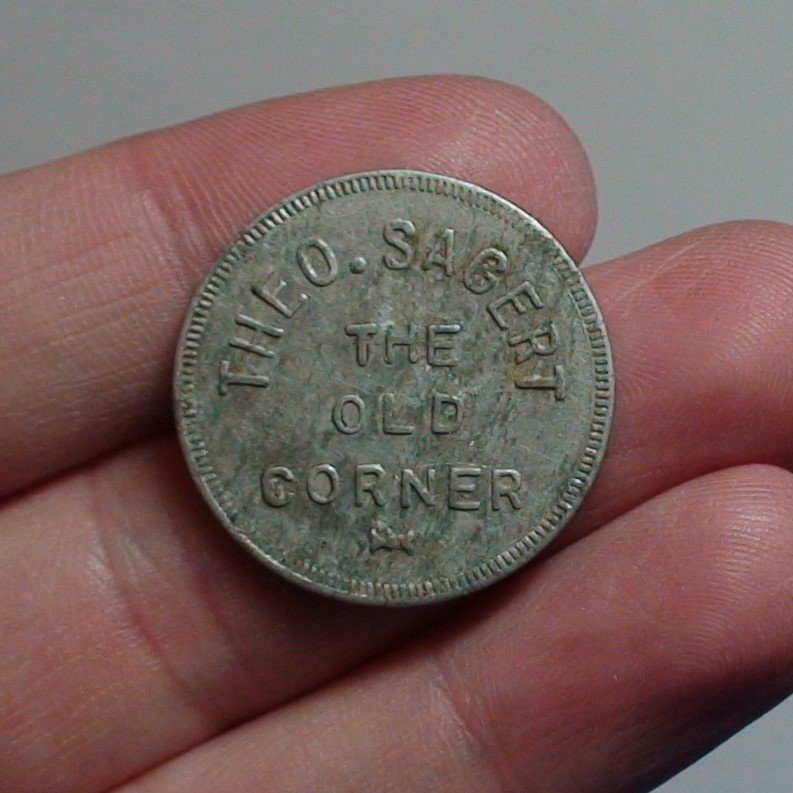 THEO. SAGERT
THE
OLD
CORNER